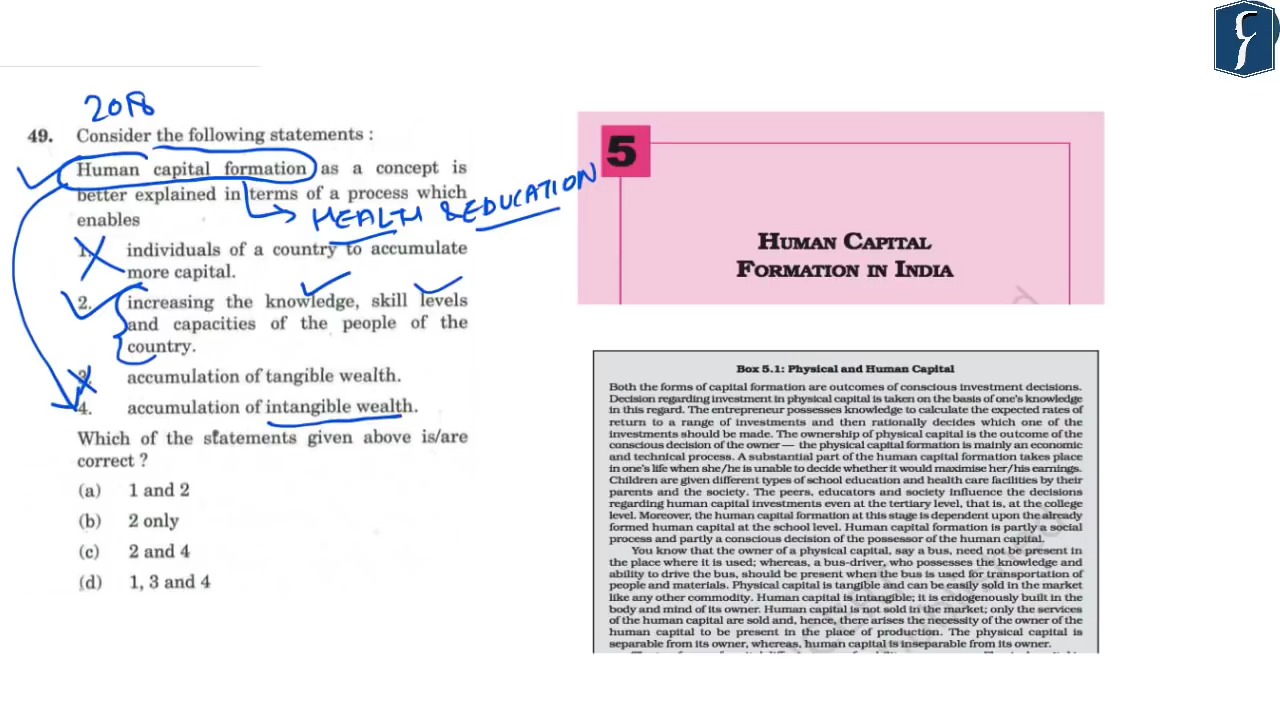 2018
49. Consider the following statements :
Human capital formation as a concept is
better explained in terms of a process which
enables
HEALTH & EDUCATION
1. individuals of a country to accumulate
more capital.
2. increasing the knowledge, skill levels
and capacities of the people of the
country.
3. accumulation of tangible wealth.
4. accumulation of intangible wealth.
Which of the statements given above is/are
correct ?
(a) 1 and 2
(b) 2 only
(c) 2 and 4
(d) 1, 3 and 4
5
HUMAN CAPITAL
FORMATION IN INDIA
Box 5.1: Physical and Human Capital
Both the forms of capital formation are outcomes of conscious investment decisions.
Decision regarding investment in physical capital is taken on the basis of one's knowledge
in this regard. The entrepreneur possesses knowledge to calculate the expected rates of
return to a range of investments and then rationally decides which one of the
investments should be made. The ownership of physical capital is the outcome of the
conscious decision of the owner — the physical capital formation is mainly an economic
and technical process. A substantial part of the human capital formation takes place
in one's life when she/he is unable to decide whether it would maximise her/his earnings.
Children are given different types of school education and health care facilities by their
parents and the society. The peers, educators and society influence the decisions
regarding human capital investments even at the tertiary level, that is, at the college
level. Moreover, the human capital formation at this stage is dependent upon the already
formed human capital at the school level. Human capital formation is partly a social
process and partly a conscious decision of the possessor of the human capital.
You know that the owner of a physical capital, say a bus, need not be present in
the place where it is used; whereas, a bus-driver, who possesses the knowledge and
ability to drive the bus, should be present when the bus is used for transportation of
people and materials. Physical capital is tangible and can be easily sold in the market
like any other commodity. Human capital is intangible; it is endogenously built in the
body and mind of its owner. Human capital is not sold in the market; only the services
of the human capital are sold and, hence, there arises the necessity of the owner of the
human capital to be present in the place of production. The physical capital is
separable from its owner, whereas, human capital is inseparable from its owner.